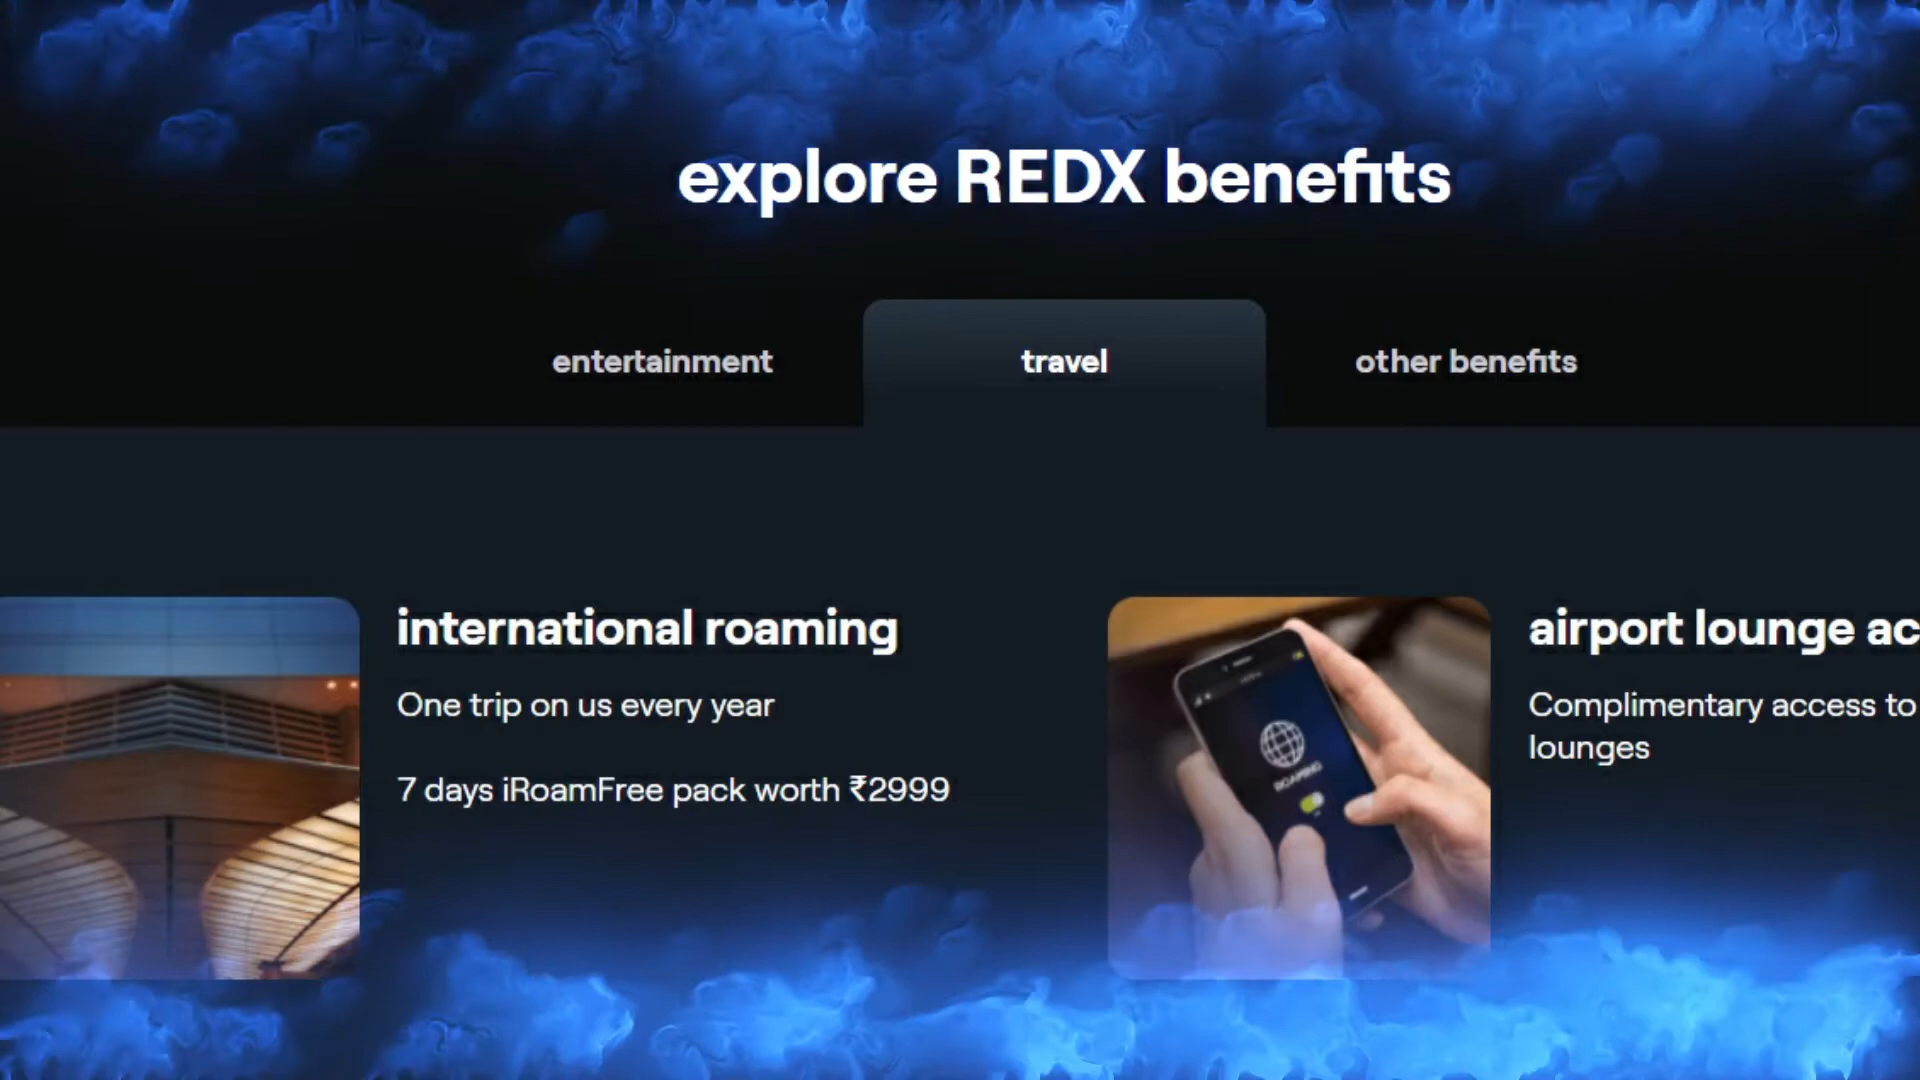 explore REDX benefits
entertainment
travel
other benefits
international roaming
One trip on us every year
7 days iRoamFree pack worth ₹2999
ROAMING
airport lounge ac
Complimentary access to
lounges